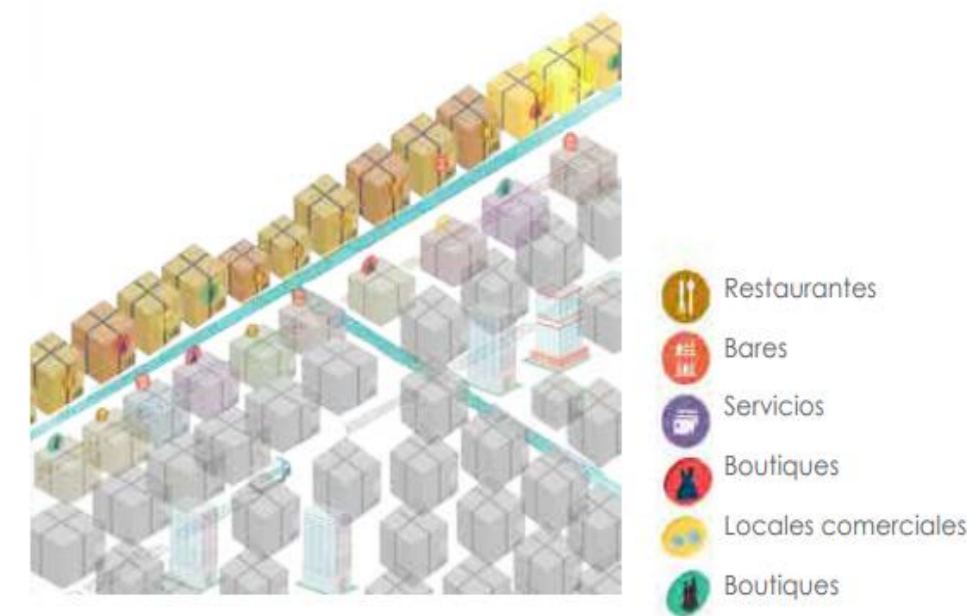 Restaurantes
Bares
Servicios
Boutiques
Locales comerciales
Boutiques